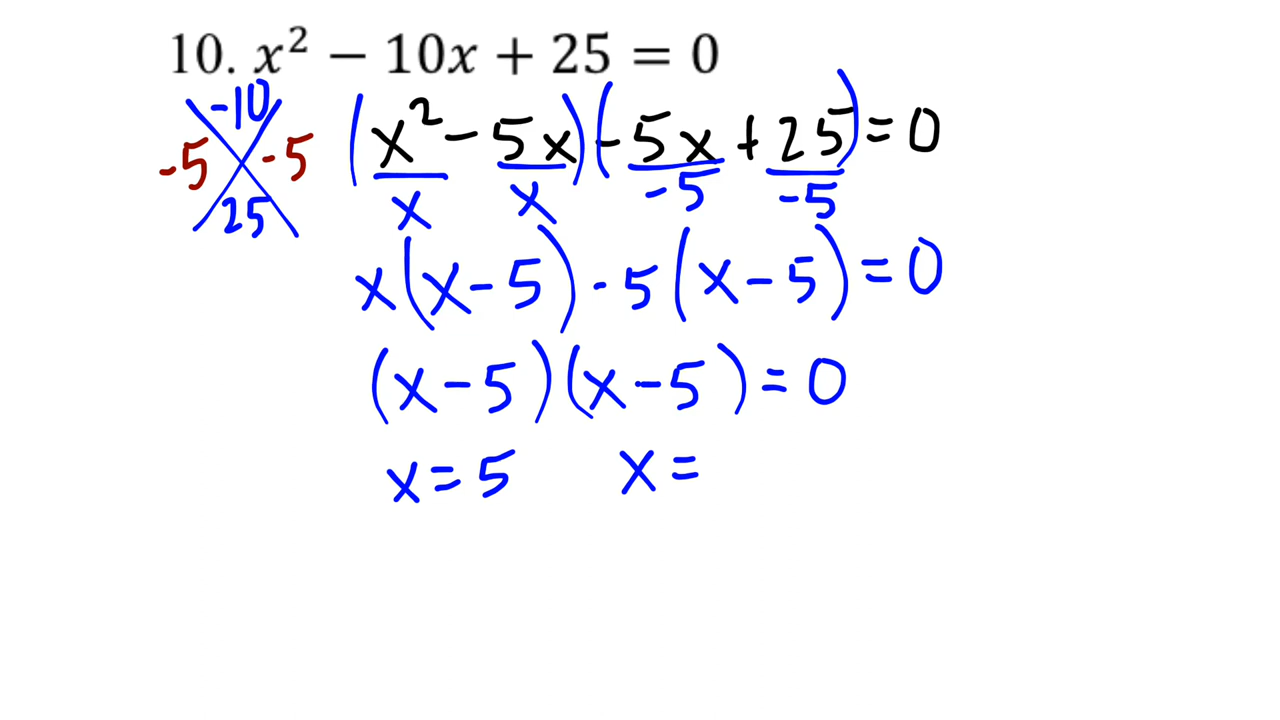 10. x² − 10x + 25 = 0
-10
-5 -5
25
(x² - 5x)(- 5x + 25) = 0
x x -5 -5
x(x - 5) - 5(x - 5) = 0
(x - 5)(x - 5) = 0
x = 5 x =